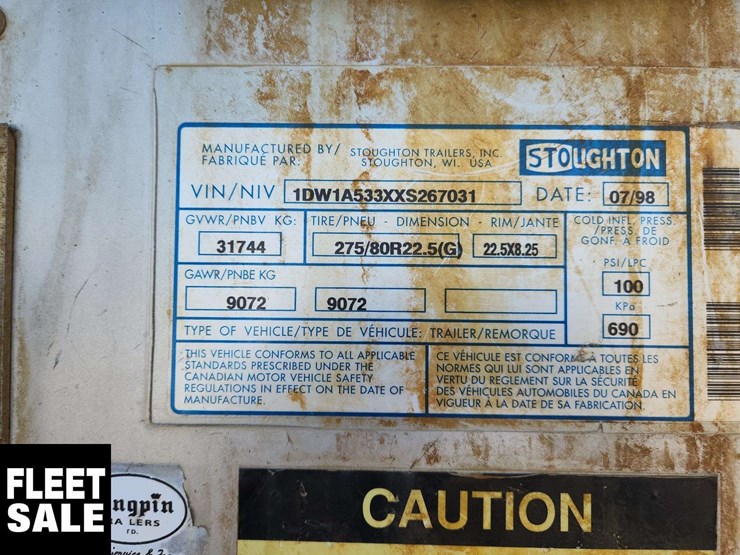 MANUFACTURED BY/ STOUGHTON TRAILERS, INC.
FABRIQUÉ PAR: STOUGHTON, WI. USA
STOUGHTON
VIN/NIV 1DW1A533XXS267031 DATE: 07/98
GVWR/PNBV KG: TIRE/PNEU - DIMENSION - RIM/JANTE
31744 275/80R22.5(G) 22.5X8.25
COLD INFL. PRESS.
/PRESS. DE
GONF. A FROID
PSI/LPC
100
KPa
690
GAWR/PNBE KG
9072 9072
TYPE OF VEHICLE/TYPE DE VÉHICULE: TRAILER/REMORQUE
THIS VEHICLE CONFORMS TO ALL APPLICABLE
STANDARDS PRESCRIBED UNDER THE
CANADIAN MOTOR VEHICLE SAFETY
REGULATIONS IN EFFECT ON THE DATE OF
MANUFACTURE.
CE VÉHICULE EST CONFORME À TOUTES LES
NORMES QUI LUI SONT APPLICABLES EN
VERTU DU REGLEMENT SUR LA SÉCURITÉ
DES VÉHICULES AUTOMOBILES DU CANADA EN
VIGUEUR À LA DATE DE SA FABRICATION.
FLEET
SALE
ngpin
LERS
CAUTION